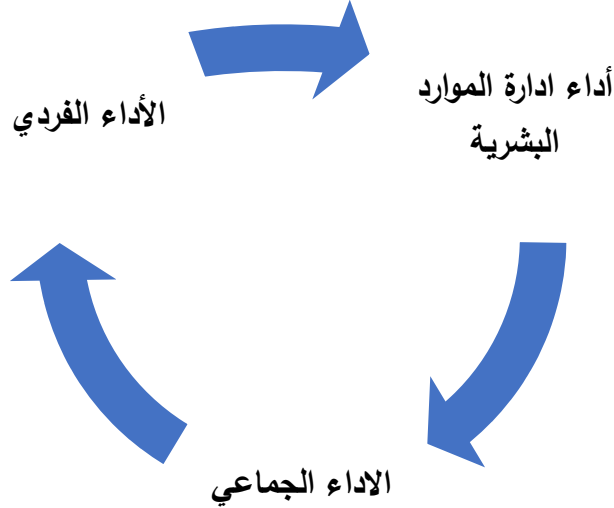 أداء ادارة الموارد
البشرية
الأداء الفردي
الاداء الجماعي